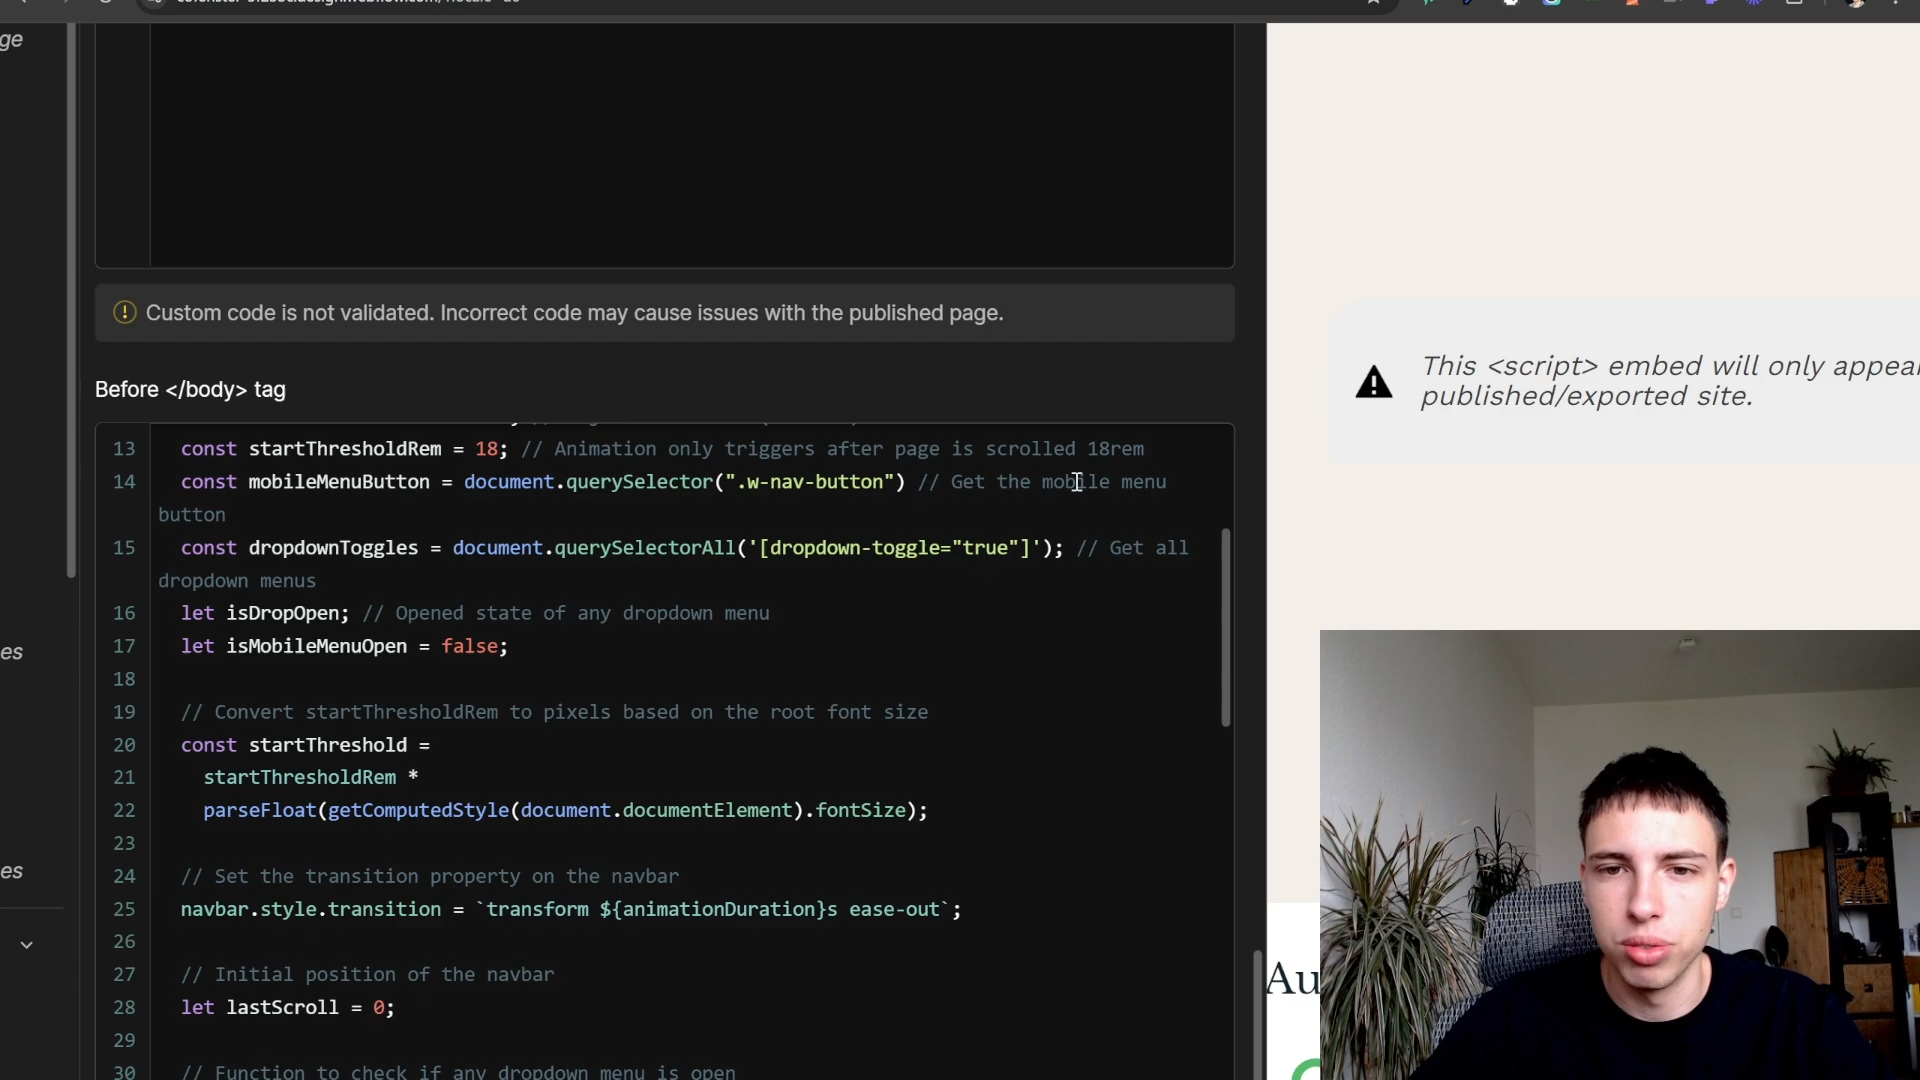 ge
Custom code is not validated. Incorrect code may cause issues with the published page.
This <script> embed will only appear
published/exported site.
Before </body> tag
13 const startThresholdRem = 18; // Animation only triggers after page is scrolled 18rem
14 const mobileMenuButton = document.querySelector(".w-nav-button") // Get the mobile menu
button
15 const dropdownToggles = document.querySelectorAll('[dropdown-toggle="true"]'); // Get all
dropdown menus
16 let isDropOpen; // Opened state of any dropdown menu
17 let isMobileMenuOpen = false;
18
19 // Convert startThresholdRem to pixels based on the root font size
20 const startThreshold =
21 startThresholdRem *
22 parseFloat(getComputedStyle(document.documentElement).fontSize);
23
24 // Set the transition property on the navbar
25 navbar.style.transition = `transform ${animationDuration}s ease-out`;
26
27 // Initial position of the navbar
28 let lastScroll = 0;
29
30 // Function to check if any dropdown menu is open
es
es
Au